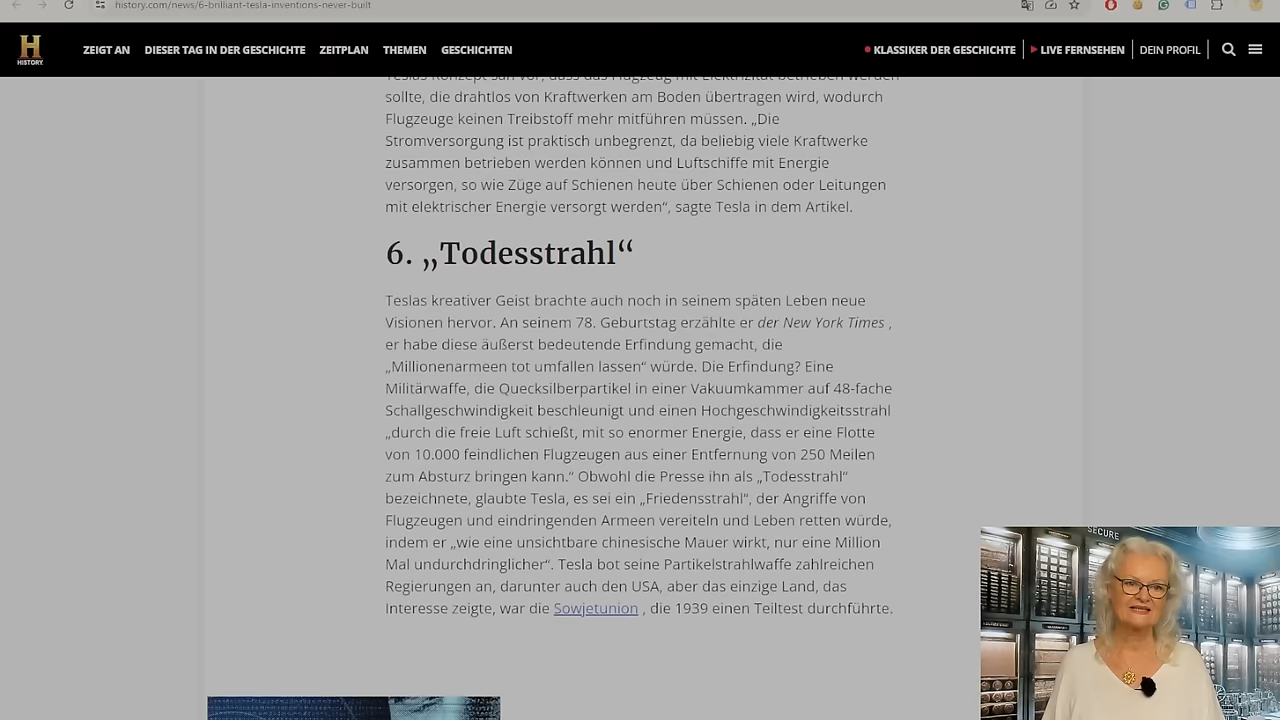 history.com/news/6-brilliant-tesla-inventions-never-built
H
HISTORY.
ZEIGT AN
DIESER TAG IN DER GESCHICHTE
ZEITPLAN
THEMEN
GESCHICHTEN
KLASSIKER DER GESCHICHTE
LIVE FERNSEHEN
DEIN PROFIL
Teslas Konzept sah vor, dass das Flugzeug mit Elektrizität betrieben werden
sollte, die drahtlos von Kraftwerken am Boden übertragen wird, wodurch
Flugzeuge keinen Treibstoff mehr mitführen müssen. „Die
Stromversorgung ist praktisch unbegrenzt, da beliebig viele Kraftwerke
zusammen betrieben werden können und Luftschiffe mit Energie
versorgen, so wie Züge auf Schienen heute über Schienen oder Leitungen
mit elektrischer Energie versorgt werden“, sagte Tesla in dem Artikel.
6. „Todesstrahl“
Teslas kreativer Geist brachte auch noch in seinem späten Leben neue
Visionen hervor. An seinem 78. Geburtstag erzählte er der New York Times ,
er habe diese äußerst bedeutende Erfindung gemacht, die
„Millionenarmeen tot umfallen lassen“ würde. Die Erfindung? Eine
Militärwaffe, die Quecksilberpartikel in einer Vakuumkammer auf 48-fache
Schallgeschwindigkeit beschleunigt und einen Hochgeschwindigkeitsstrahl
„durch die freie Luft schießt, mit so enormer Energie, dass er eine Flotte
von 10.000 feindlichen Flugzeugen aus einer Entfernung von 250 Meilen
zum Absturz bringen kann.“ Obwohl die Presse ihn als „Todesstrahl“
bezeichnete, glaubte Tesla, es sei ein „Friedensstrahl“, der Angriffe von
Flugzeugen und eindringenden Armeen vereiteln und Leben retten würde,
indem er „wie eine unsichtbare chinesische Mauer wirkt, nur eine Million
Mal undurchdringlicher“. Tesla bot seine Partikelstrahlwaffe zahlreichen
Regierungen an, darunter auch den USA, aber das einzige Land, das
Interesse zeigte, war die Sowjetunion , die 1939 einen Teiltest durchführte.
SECURE